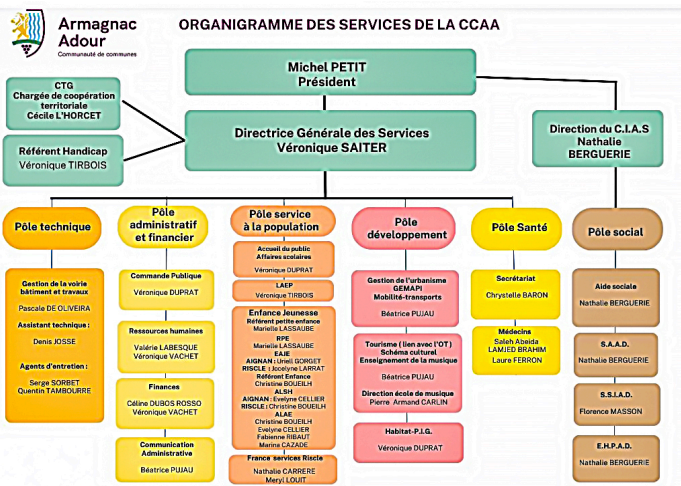 Armagnac
Adour
Communauté de communes
ORGANIGRAMME DES SERVICES DE LA CCAA
Michel PETIT
Président
CTG
Chargée de coopération
territoriale
Cécile L'HORCET
Référent Handicap
Véronique TIRBOIS
Directrice Générale des Services
Véronique SAITER
Direction du C.I.A.S
Nathalie
BERGUERIE
Pôle technique
Gestion de la voirie
bâtiment et travaux
Pascale DE OLIVEIRA
Assistant technique :
Denis JOSSE
Agents d'entretien :
Serge SORBET
Quentin TAMBOURRE
Pôle
administratif
et financier
Commande Publique
Véronique DUPRAT
Ressources humaines
Valérie LABESQUE
Véronique VACHET
Finances
Céline DUBOS ROSSO
Véronique VACHET
Communication
Administrative
Béatrice PUJAU
Pôle service
à la population
Accueil du public
Affaires scolaires
Véronique DUPRAT
LAEP
Véronique TIRBOIS
Enfance Jeunesse
Référent petite enfance
Marielle LASSAUBE
RPE
Marielle LASSAUBE
EAJE
AIGNAN : Uriell GORGET
RISCLE : Jocelyne LARRAT
Référent Enfance
Christine BOUEILH
ALSH
AIGNAN : Evelyne CELLIER
RISCLE : Christine BOUEILH
ALAE
Christine BOUEILH
Evelyne CELLIER
Fabienne RIBAUT
Marina CAZADE
France services Riscle
Nathalie CARRERE
Meryl LOUIT
Pôle
développement
Gestion de l'urbanisme
GEMAPI
Mobilité-transports
Béatrice PUJAU
Tourisme ( lien avec l'OT )
Schéma culturel
Enseignement de la musique
Béatrice PUJAU
Direction école de musique
Pierre Armand CARLIN
Habitat-P.I.G.
Véronique DUPRAT
Pôle Santé
Secrétariat
Chrystelle BARON
Médecins
Saleh Abeida
LAMJED BRAHIM
Laure FERRON
Pôle social
Aide sociale
Nathalie BERGUERIE
S.A.A.D.
Nathalie BERGUERIE
S.S.I.A.D.
Florence MASSON
E.H.P.A.D.
Nathalie BERGUERIE